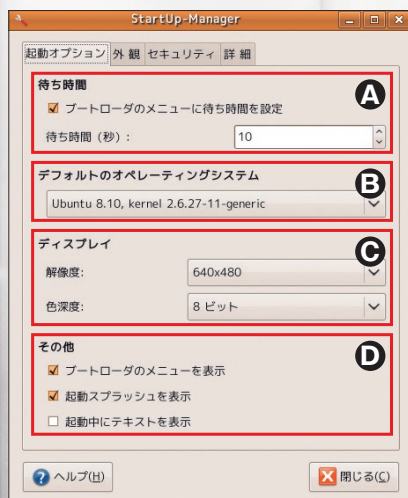 StartUp-Manager
起動オプション 外観 セキュリティ 詳細
待ち時間
A
ブートローダのメニューに待ち時間を設定
待ち時間（秒）: 10
デフォルトのオペレーティングシステム
B
Ubuntu 8.10, kernel 2.6.27-11-generic
ディスプレイ
C
解像度: 640x480
色深度: 8 ビット
その他
D
ブートローダのメニューを表示
起動スプラッシュを表示
起動中にテキストを表示
ヘルプ(H) 閉じる(C)